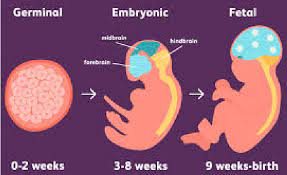 Germinal
Embryonic
Fetal
midbrain
hindbrain
forebrain
0-2 weeks
3-8 weeks
9 weeks-birth